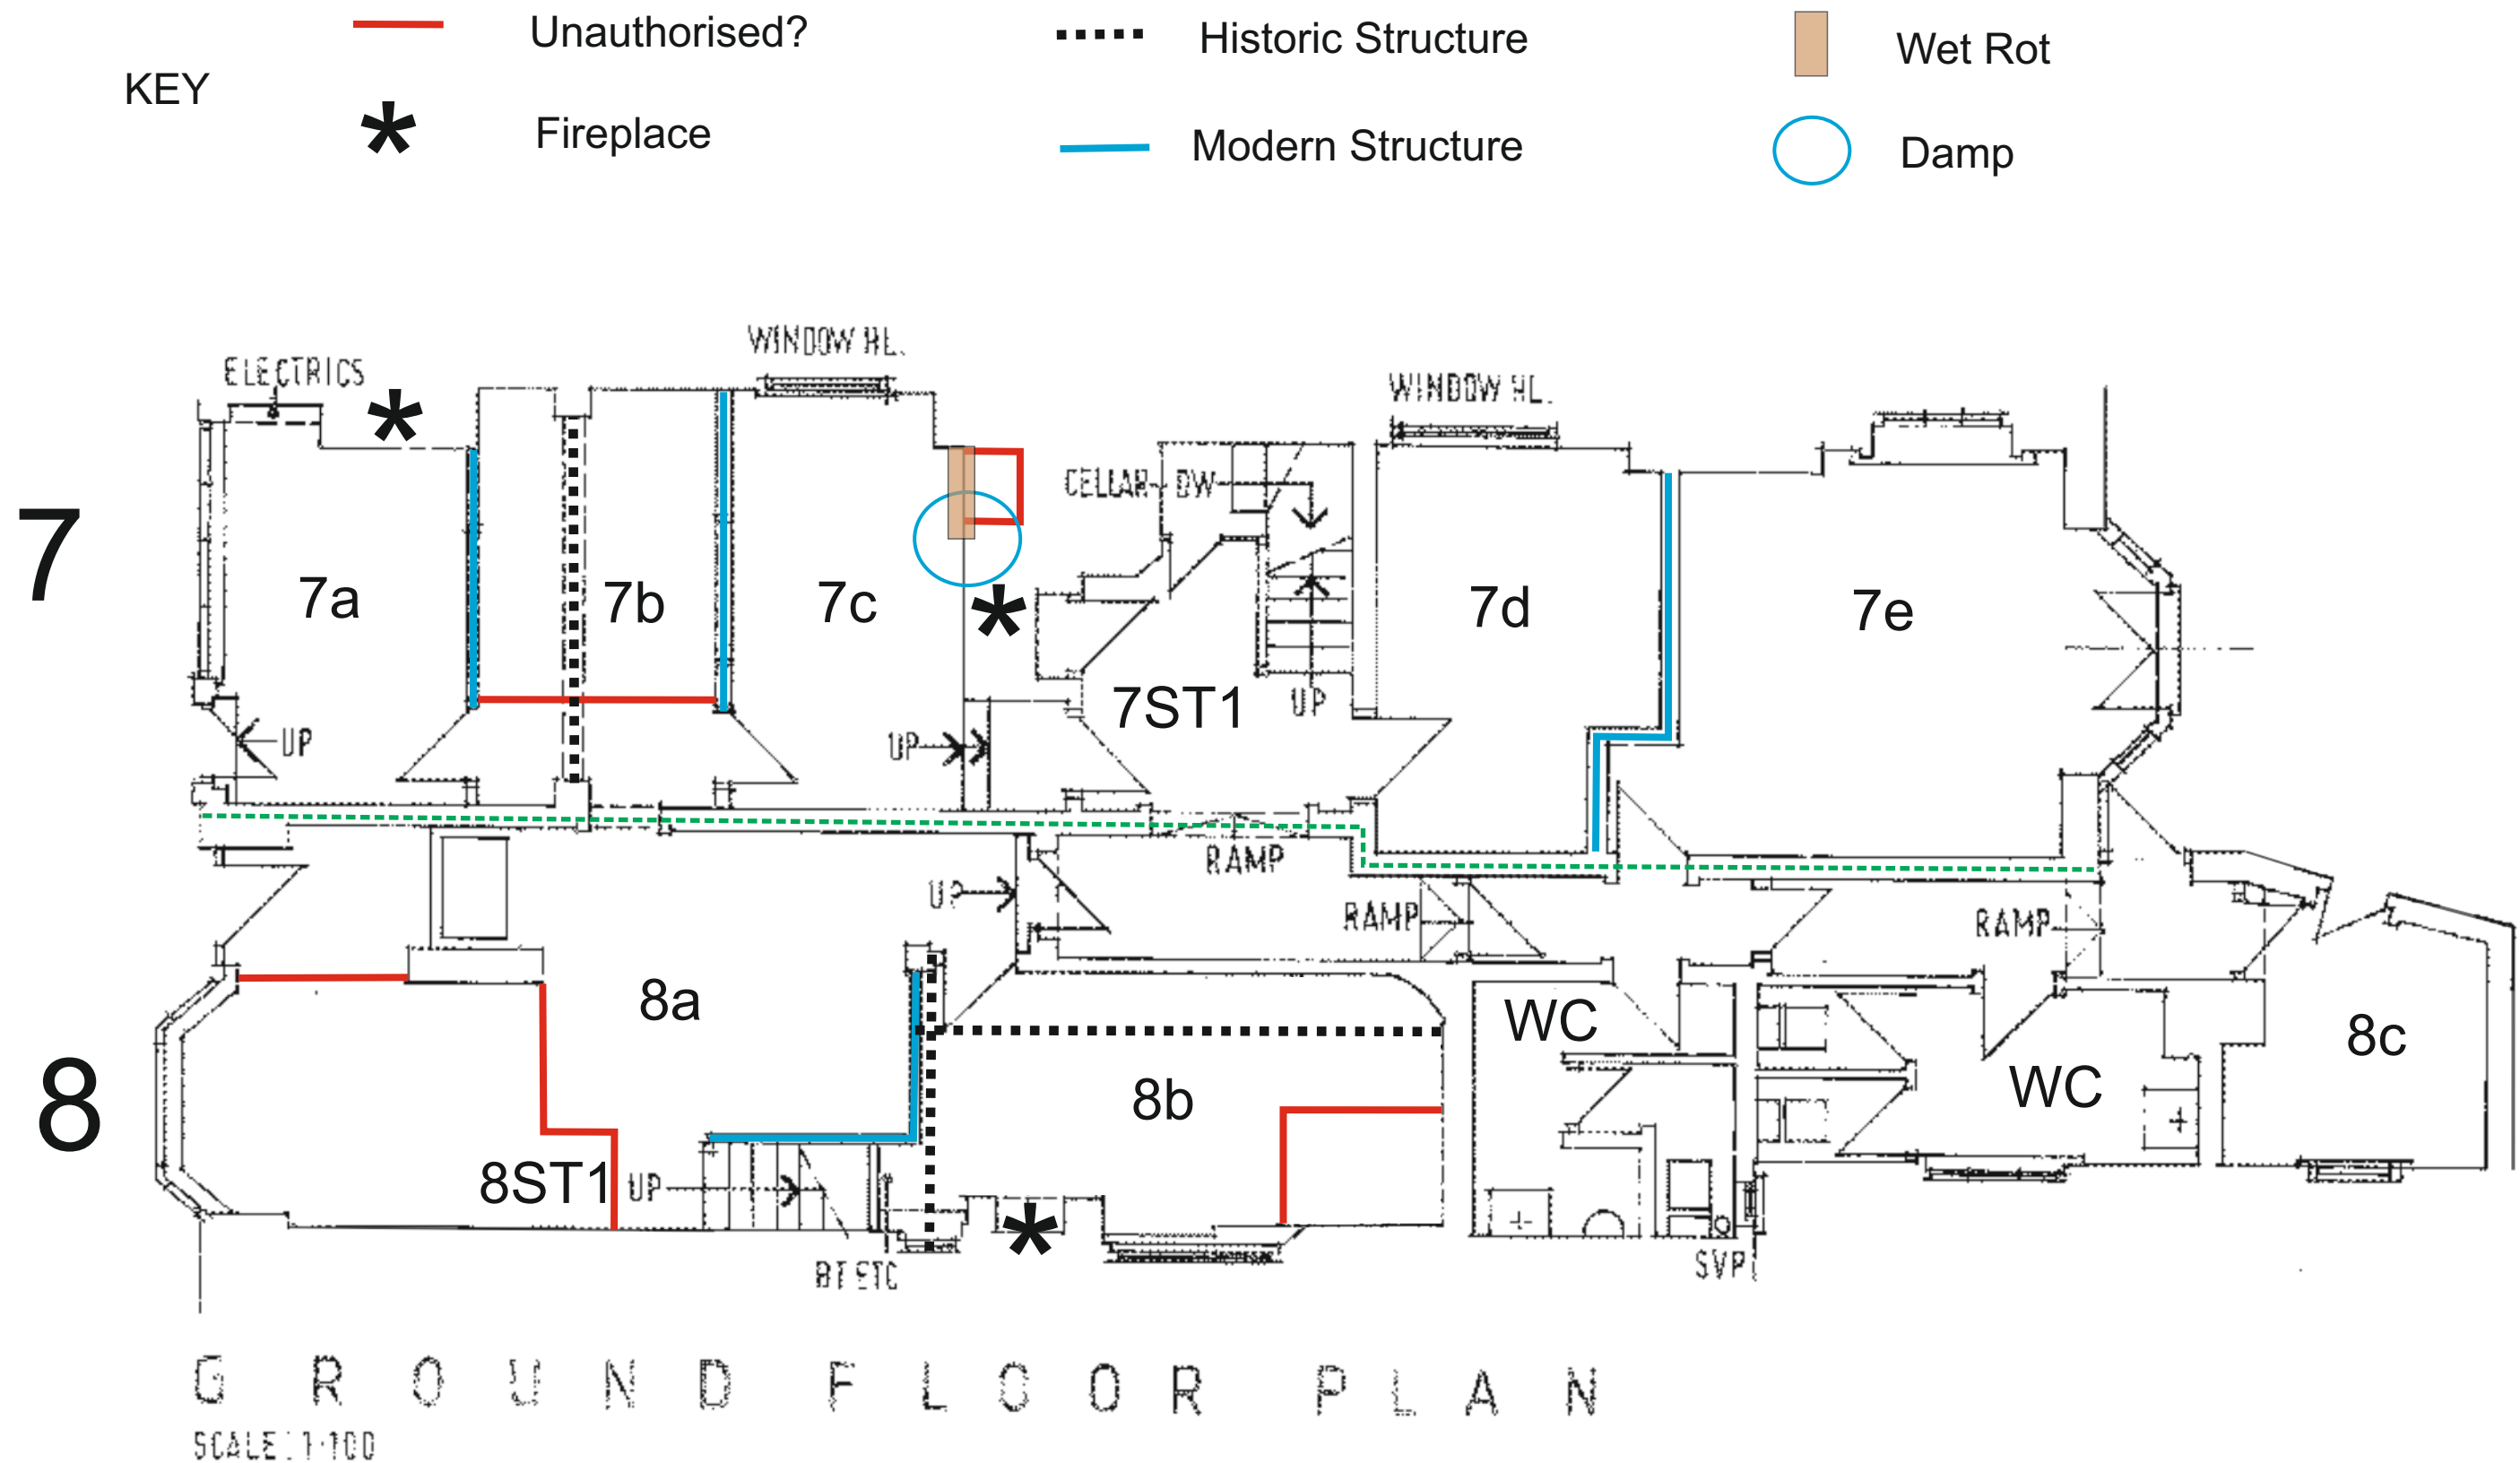 KEY
Unauthorised?
Historic Structure
Wet Rot
Fireplace
Modern Structure
Damp
WINDOW HL.
ELECTRICS
WINDOW HL.
CELLAR DW
7
7a
7b
7c
7d
7e
7ST1
UP
UP
UP
RAMP
UP
RAMP
RAMP
8a
WC
8c
8
8b
WC
8ST1
UP
BT ETC
SVP
GROUND FLOOR PLAN
SCALE 1:100